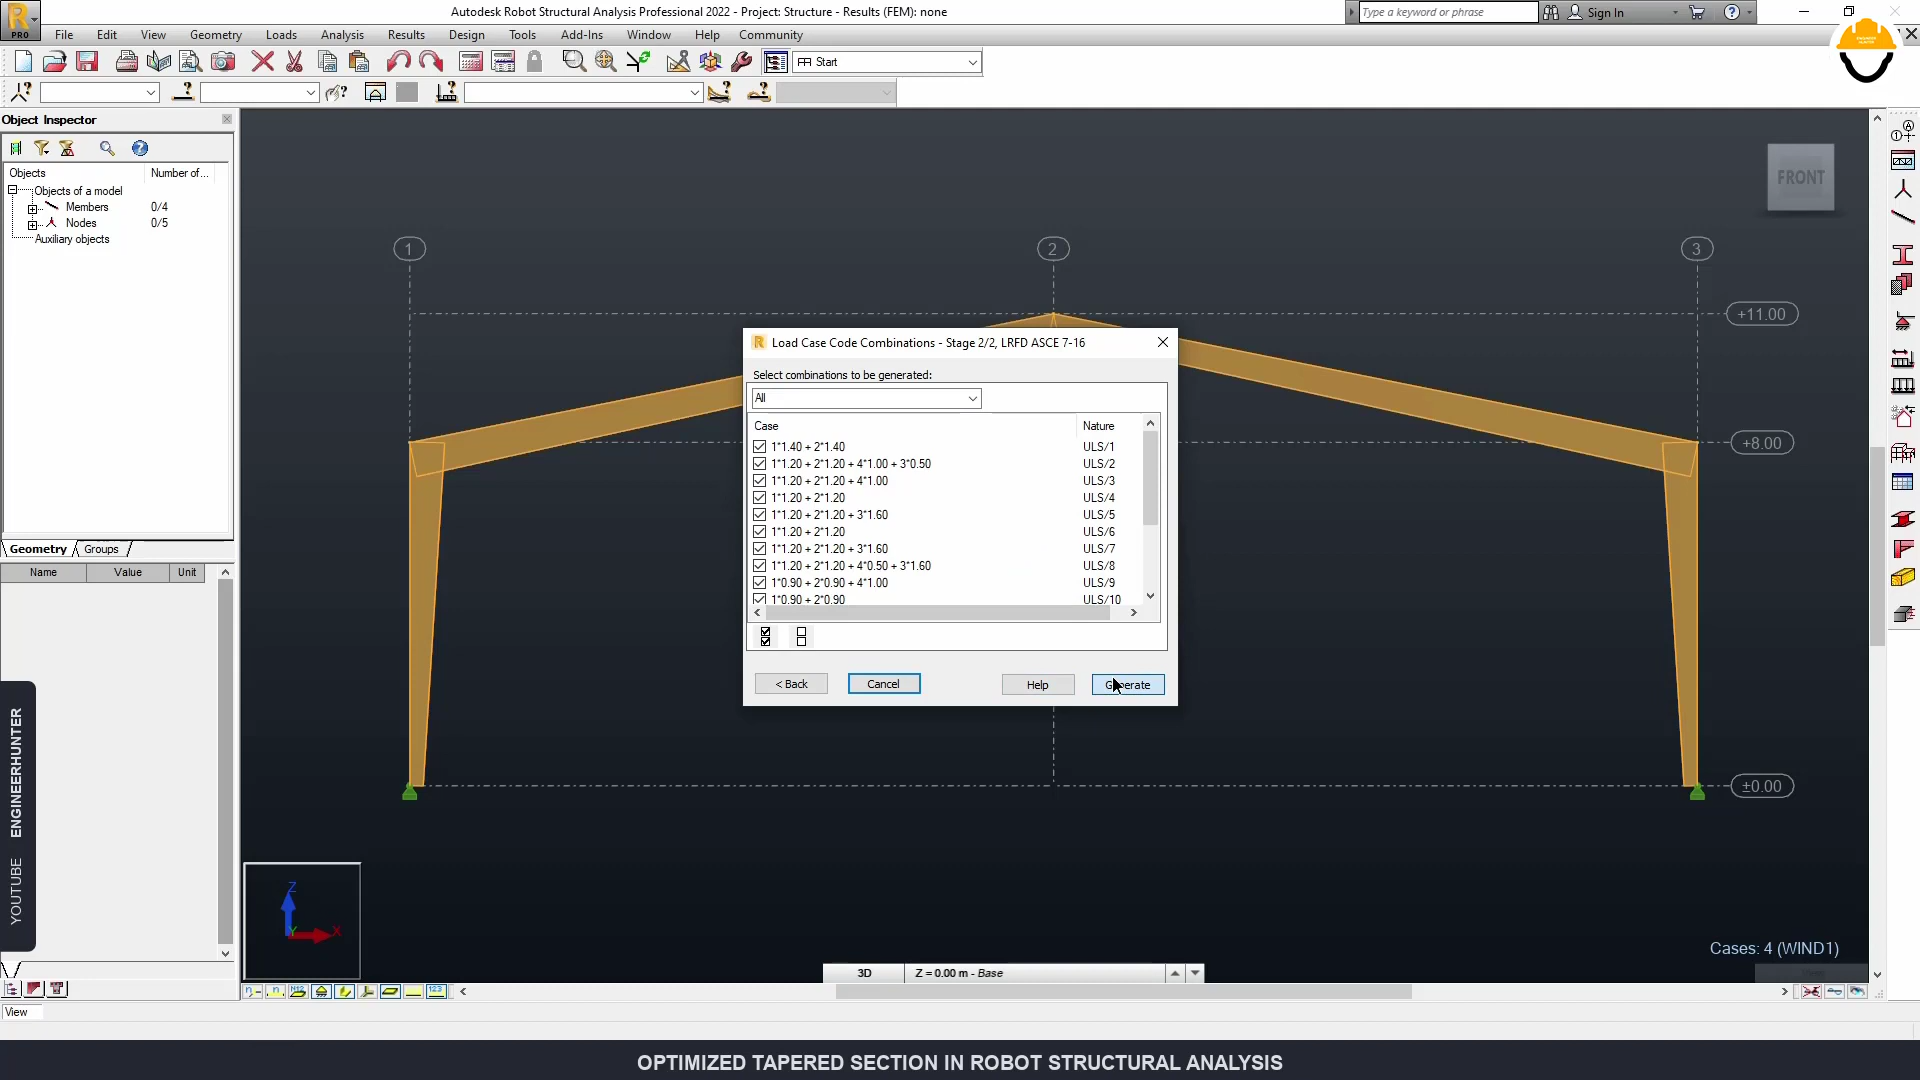 Autodesk Robot Structural Analysis Professional 2022 - Project: Structure - Results (FEM): none
Type a keyword or phrase
Sign In
PRO
File Edit View Geometry Loads Analysis Results Design Tools Add-Ins Window Help Community
Start
Object Inspector
Objects Number of...
Objects of a model
Members 0/4
Nodes 0/5
Auxiliary objects
Geometry Groups
Name Value Unit
FRONT
1 2 3
+11.00
+8.00
±0.00
Load Case Code Combinations - Stage 2/2, LRFD ASCE 7-16
Select combinations to be generated:
All
Case Nature
1*1.40 + 2*1.40 ULS/1
1*1.20 + 2*1.20 + 4*1.00 + 3*0.50 ULS/2
1*1.20 + 2*1.20 + 4*1.00 ULS/3
1*1.20 + 2*1.20 ULS/4
1*1.20 + 2*1.20 + 3*1.60 ULS/5
1*1.20 + 2*1.20 ULS/6
1*1.20 + 2*1.20 + 3*1.60 ULS/7
1*1.20 + 2*1.20 + 4*0.50 + 3*1.60 ULS/8
1*0.90 + 2*0.90 + 4*1.00 ULS/9
1*0.90 + 2*0.90 ULS/10
< Back Cancel Help Generate
YOUTUBE ENGINEERHUNTER
Z
Y X
Cases: 4 (WIND1)
3D Z = 0.00 m - Base
View
OPTIMIZED TAPERED SECTION IN ROBOT STRUCTURAL ANALYSIS